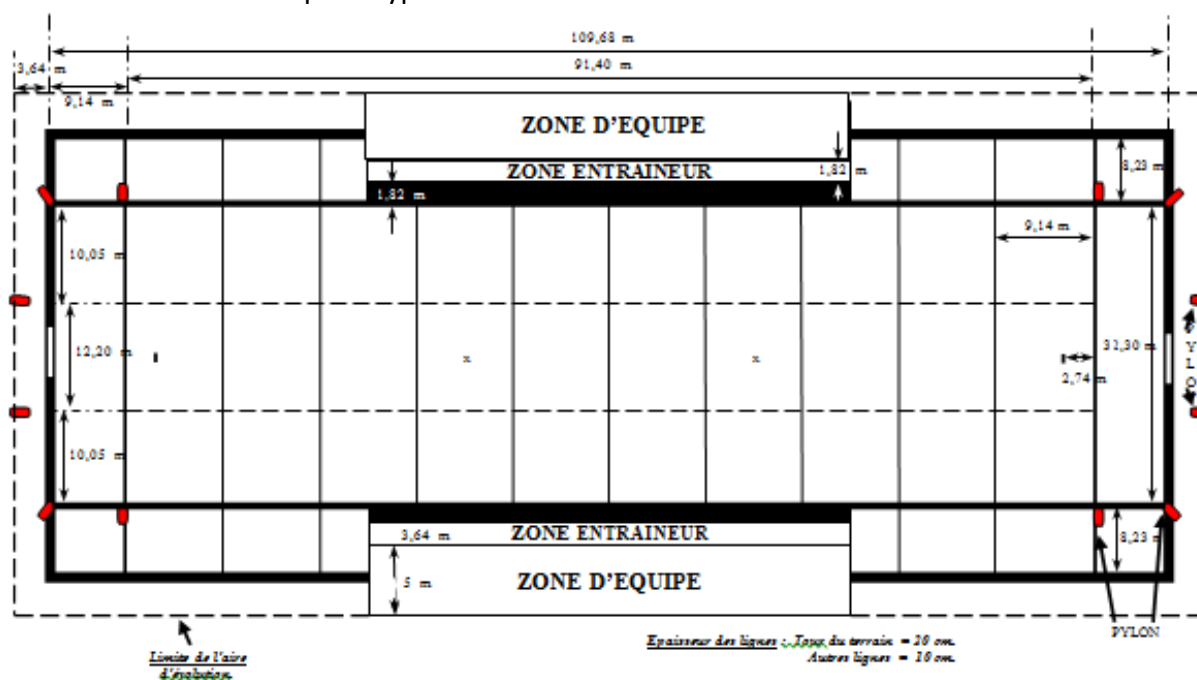 109,68 m
3,64 m
91,40 m
9,14 m
ZONE D'EQUIPE
ZONE ENTRAINEUR
1,82 m
8,23 m
1,82 m
9,14 m
10,05 m
12,20 m
x
x
31,30 m
2,74 m
PYLO
10,05 m
3,64 m
ZONE ENTRAINEUR
8,23 m
5 m
ZONE D'EQUIPE
PYLON
Epaisseur des lignes :
du terrain = 20 cm.
Autres lignes = 10 cm.
Limite de l'aire
d'évolution